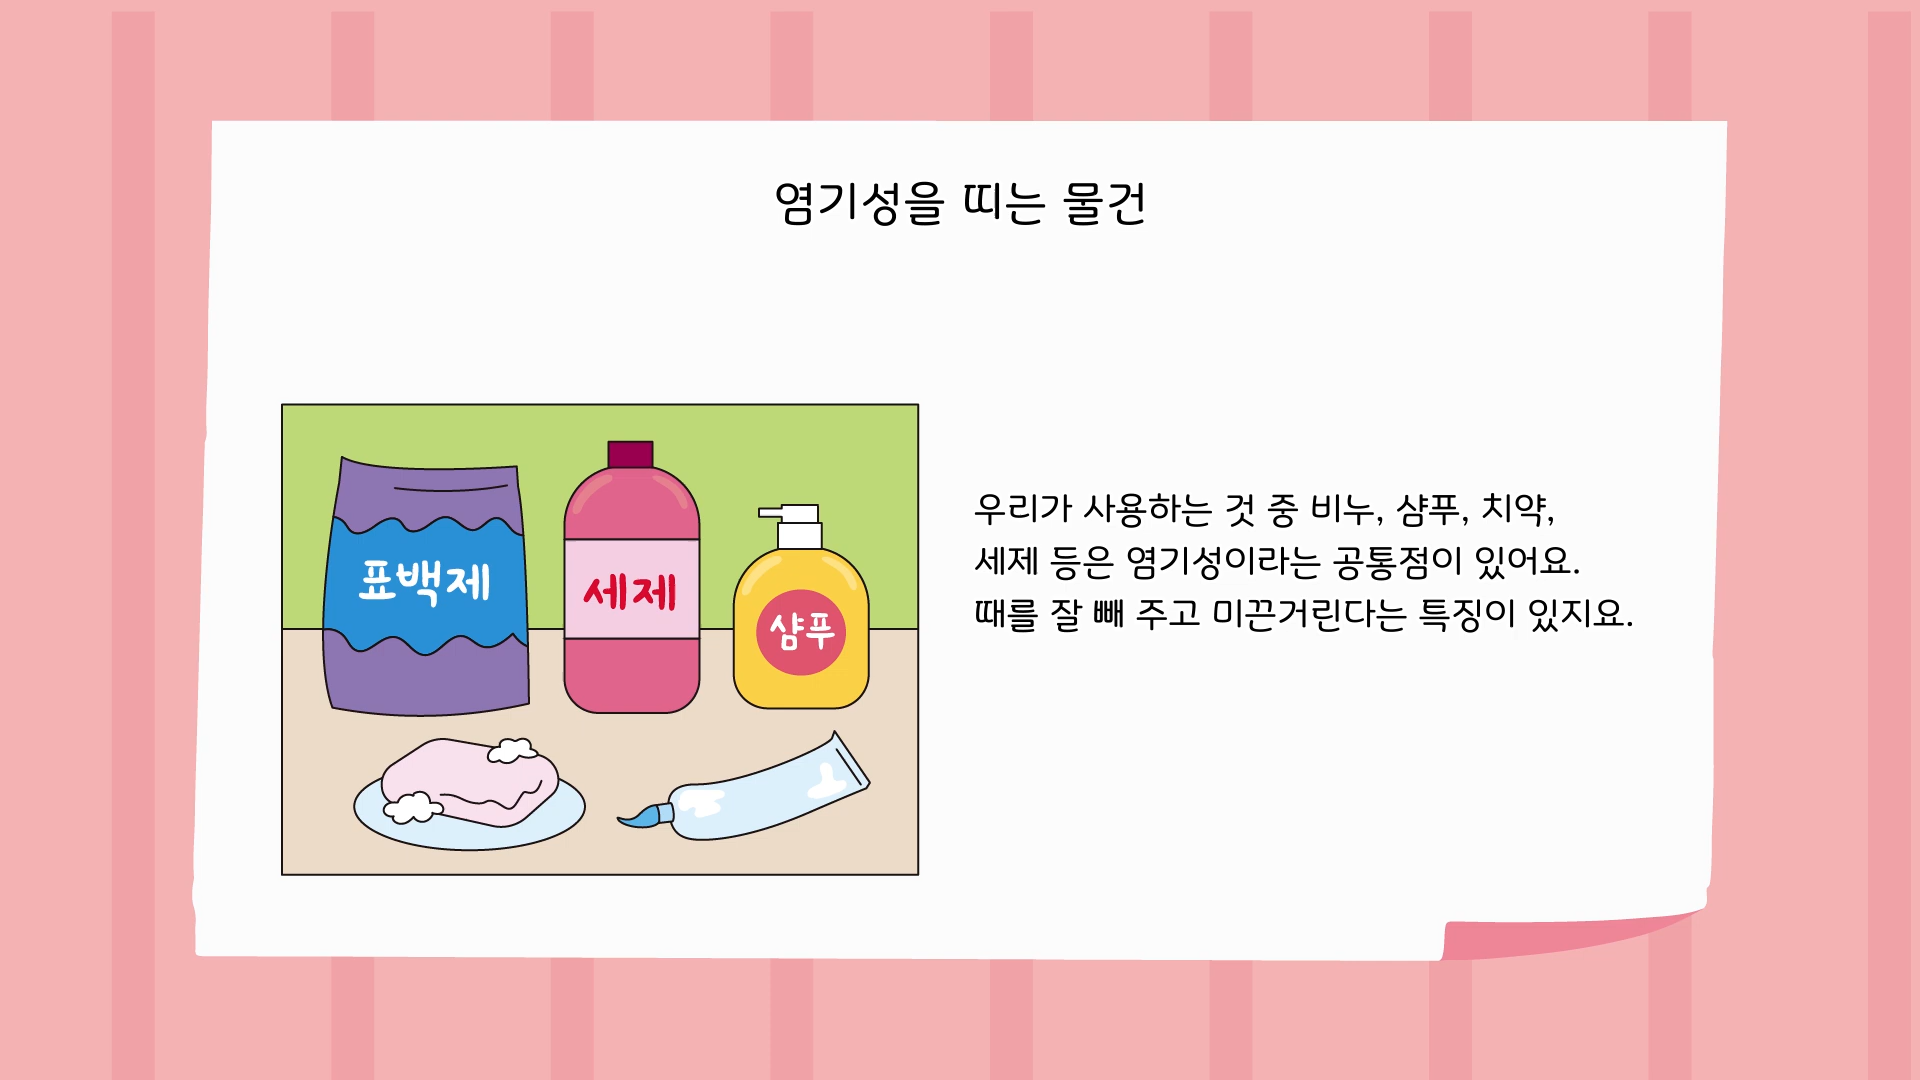 염기성을 띠는 물건
표백제
세제
샴푸
우리가 사용하는 것 중 비누, 샴푸, 치약,
세제 등은 염기성이라는 공통점이 있어요.
때를 잘 빼 주고 미끈거린다는 특징이 있지요.